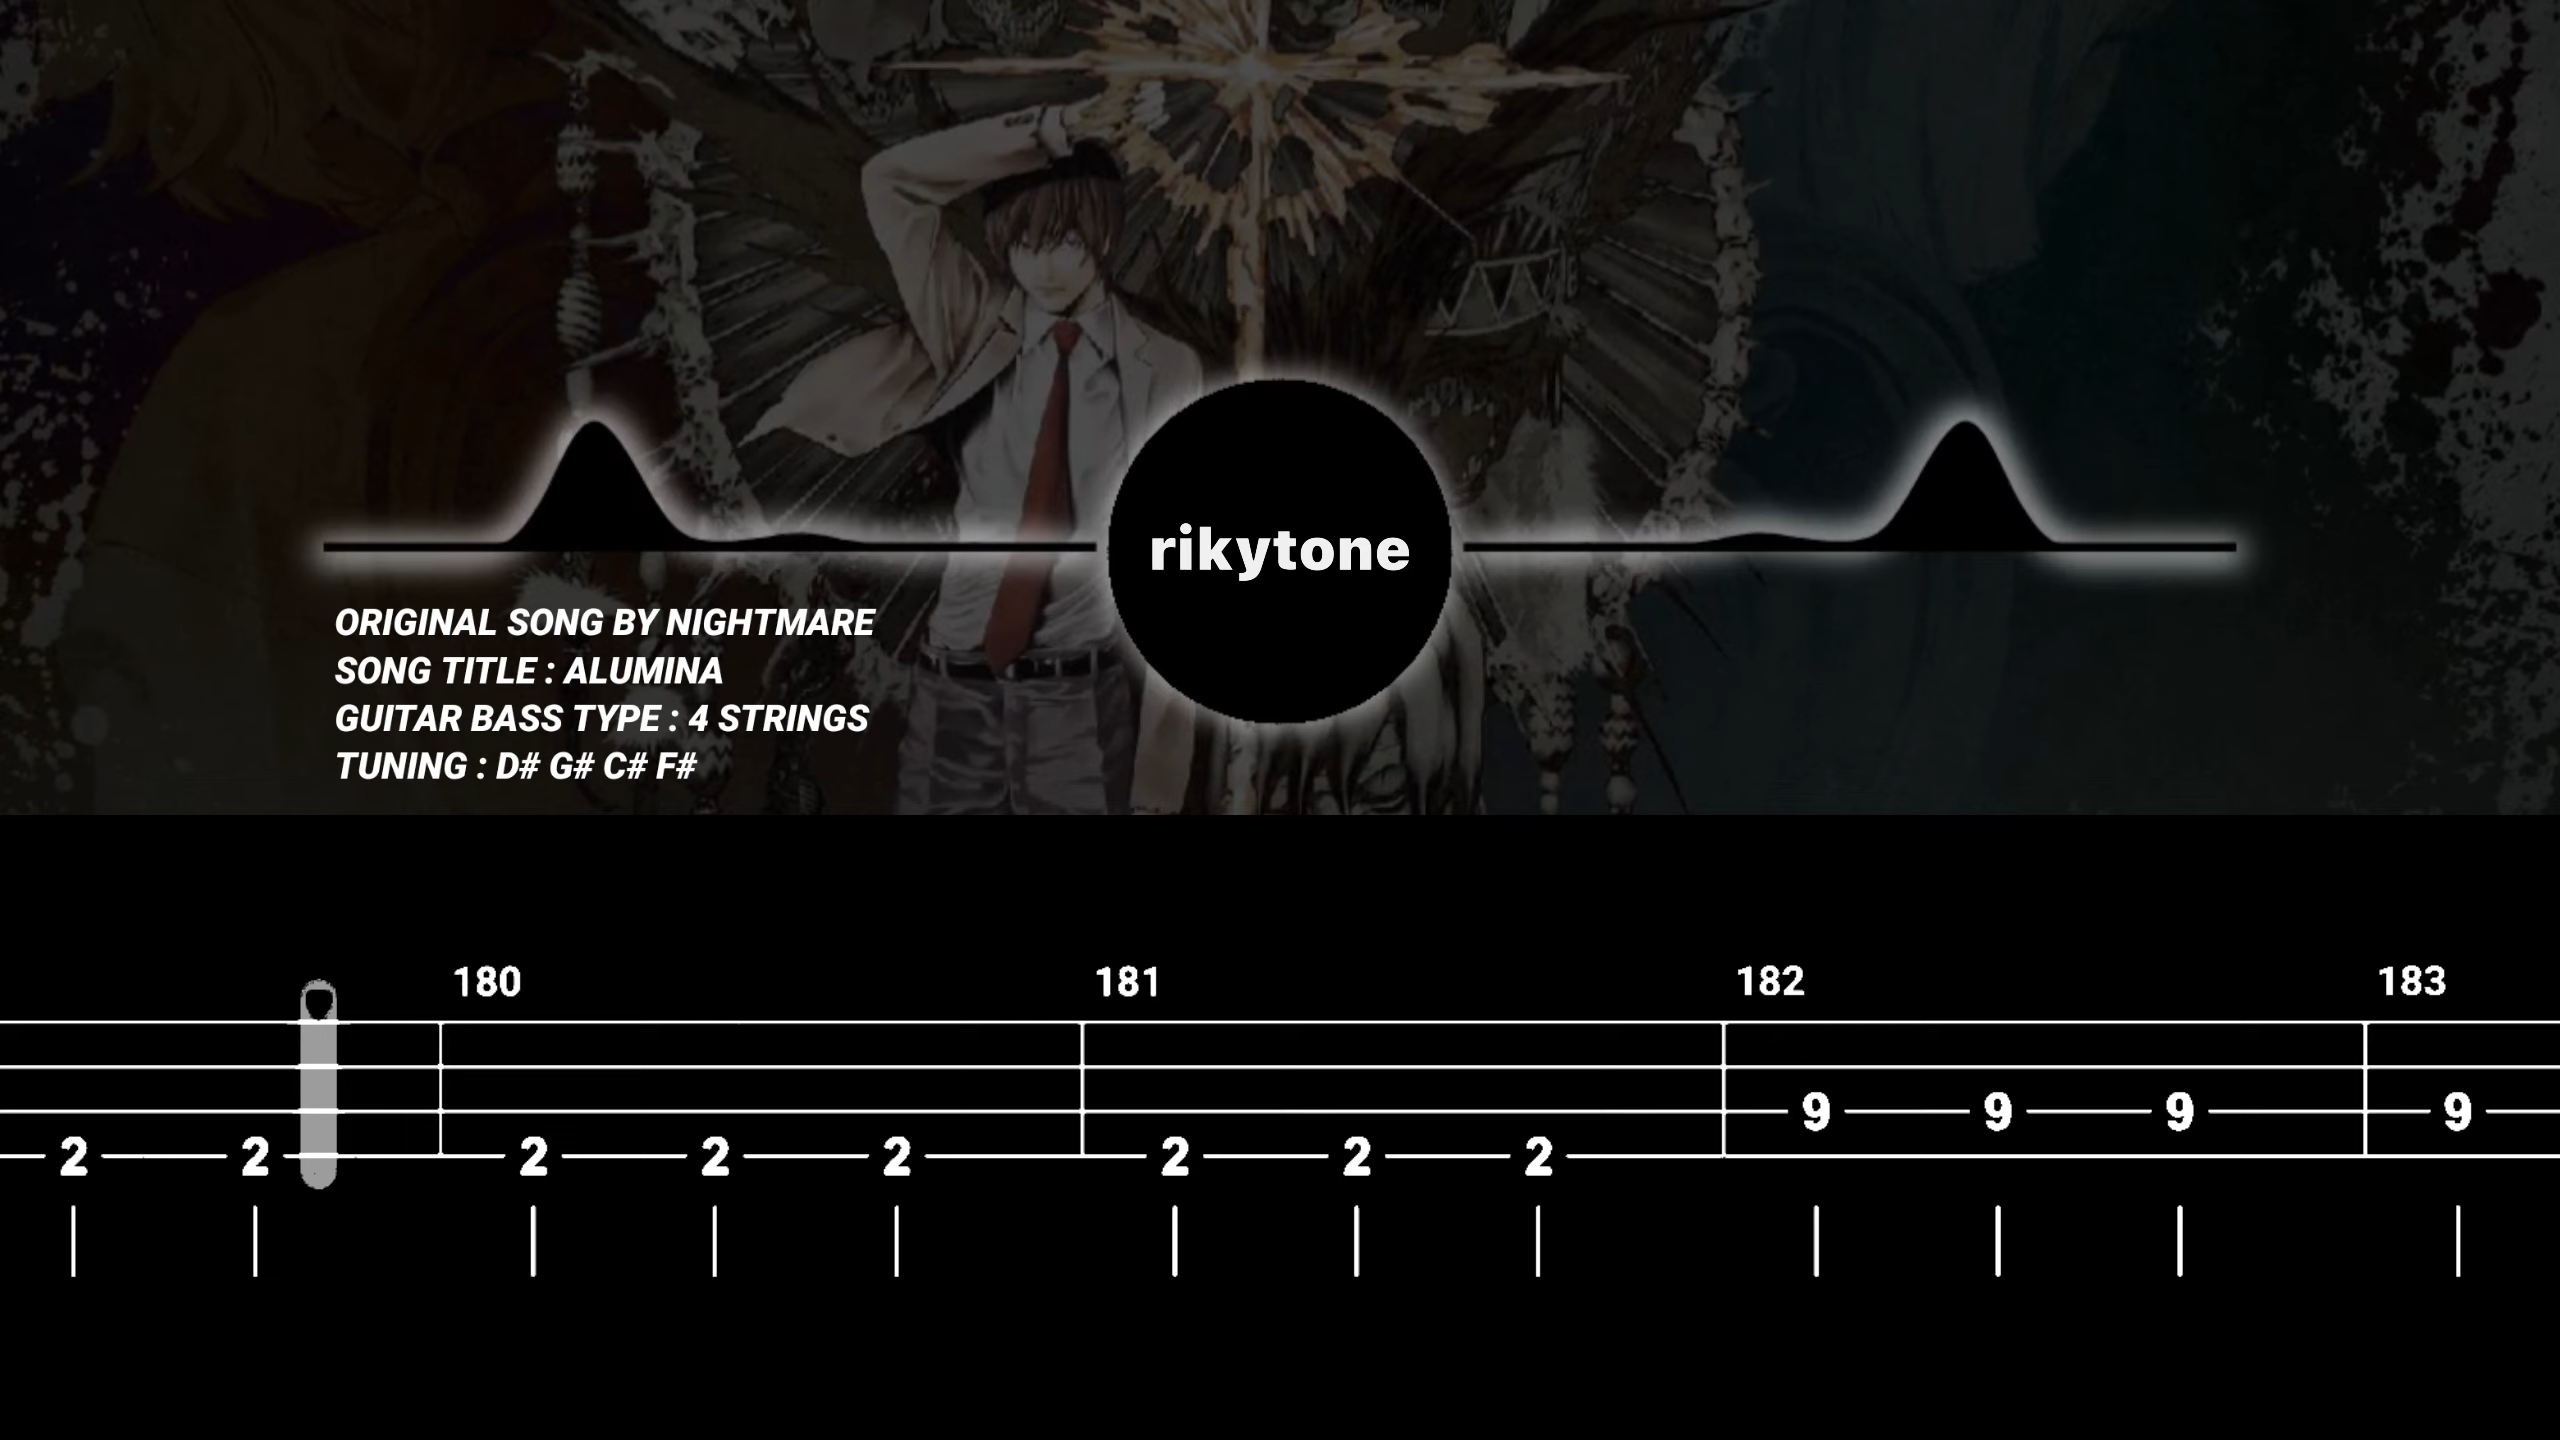 rikytone
ORIGINAL SONG BY NIGHTMARE
SONG TITLE : ALUMINA
GUITAR BASS TYPE : 4 STRINGS
TUNING : D# G# C# F#
180 181 182 183
9 9 9 9
2 2 2 2 2 2 2 2